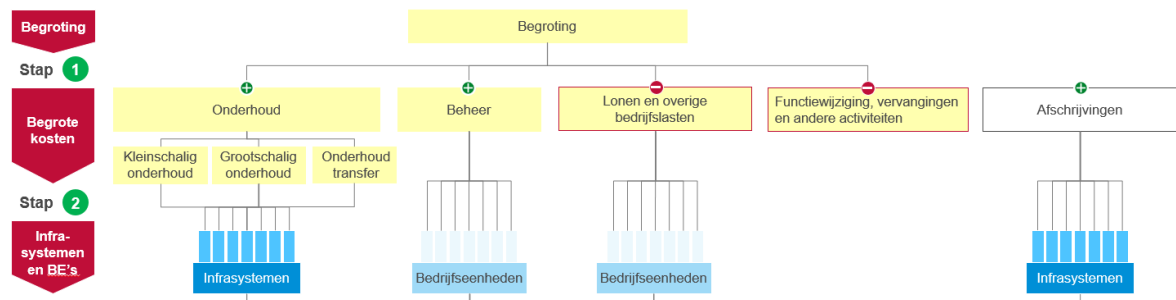 Begroting
Begroting
Stap 1
Begrote
kosten
Onderhoud
Beheer
Lonen en overige
bedrijfslasten
Functiewijziging, vervangingen
en andere activiteiten
Afschrijvingen
Kleinschalig
onderhoud
Grootschalig
onderhoud
Onderhoud
transfer
Stap 2
Infra-
systemen
en BE's
Infrasystemen
Bedrijfseenheden
Bedrijfseenheden
Infrasystemen